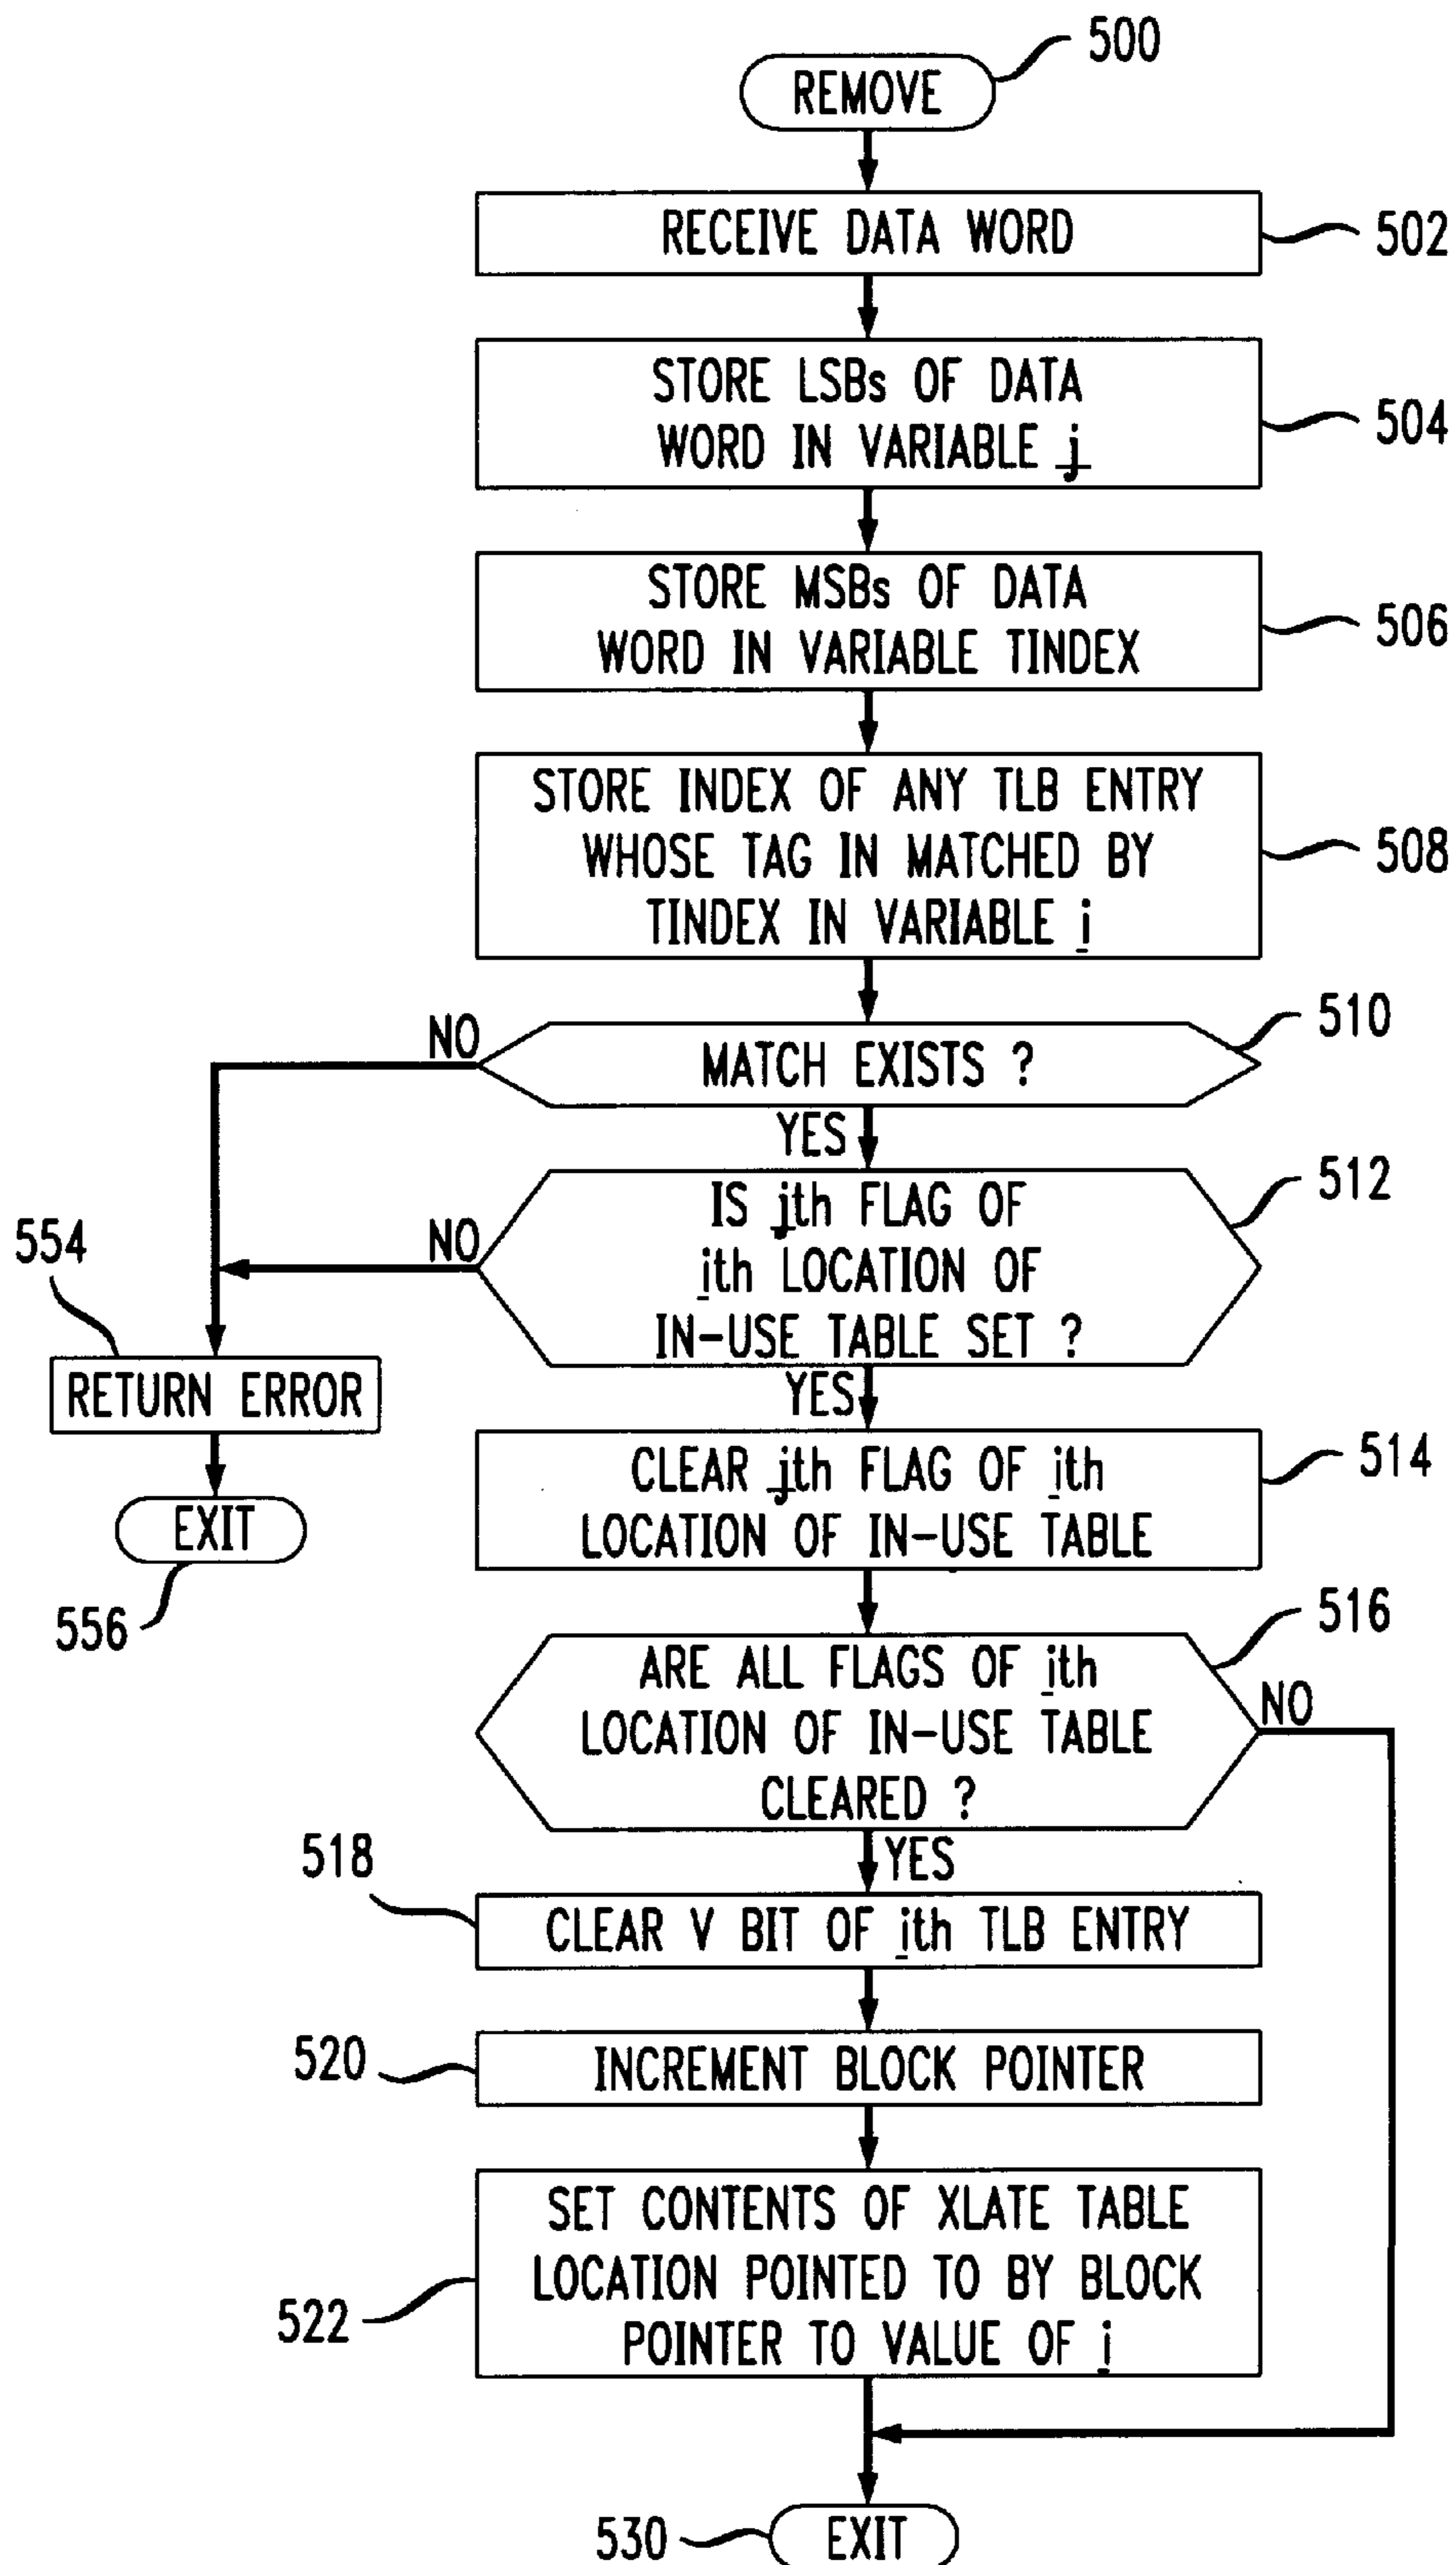 500
REMOVE
RECEIVE DATA WORD
502
STORE LSBs OF DATA
WORD IN VARIABLE j
504
STORE MSBs OF DATA
WORD IN VARIABLE TINDEX
506
STORE INDEX OF ANY TLB ENTRY
WHOSE TAG IN MATCHED BY
TINDEX IN VARIABLE i
508
MATCH EXISTS ?
510
NO
YES
IS jth FLAG OF
ith LOCATION OF
IN-USE TABLE SET ?
512
NO
YES
554
RETURN ERROR
EXIT
556
CLEAR jth FLAG OF ith
LOCATION OF IN-USE TABLE
514
ARE ALL FLAGS OF ith
LOCATION OF IN-USE TABLE
CLEARED ?
516
NO
YES
518
CLEAR V BIT OF ith TLB ENTRY
520
INCREMENT BLOCK POINTER
SET CONTENTS OF XLATE TABLE
LOCATION POINTED TO BY BLOCK
POINTER TO VALUE OF i
522
530
EXIT